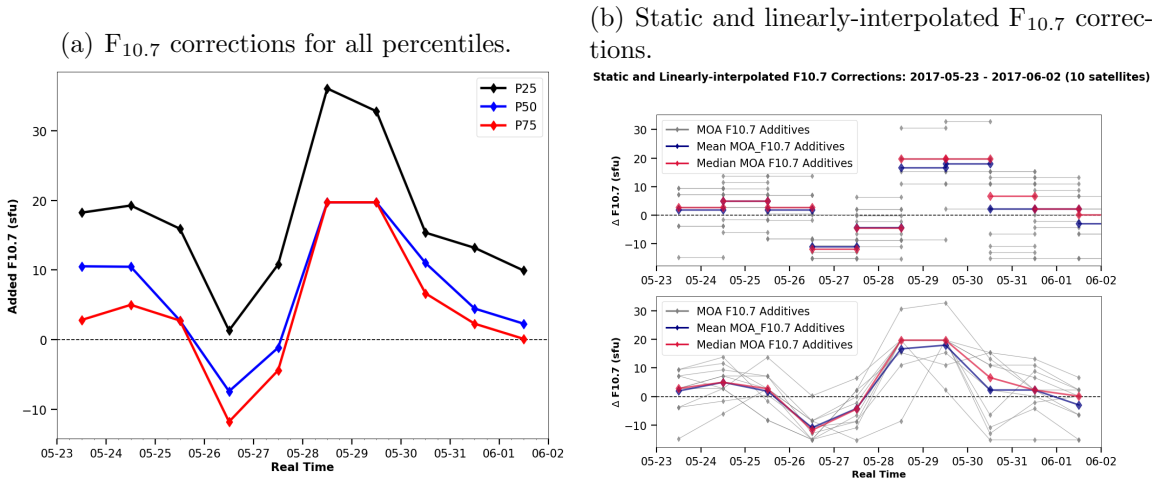 (a) F10.7 corrections for all percentiles.
P25
P50
P75
Added F10.7 (sfu)
30
20
10
0
−10
05-23 05-24 05-25 05-26 05-27 05-28 05-29 05-30 05-31 06-01 06-02
Real Time
(b) Static and linearly-interpolated F10.7 correc-
tions.
Static and Linearly-interpolated F10.7 Corrections: 2017-05-23 - 2017-06-02 (10 satellites)
MOA F10.7 Additives
Mean MOA_F10.7 Additives
Median MOA F10.7 Additives
Δ F10.7 (sfu)
30
20
10
0
−10
05-23 05-24 05-25 05-26 05-27 05-28 05-29 05-30 05-31 06-01 06-02
MOA F10.7 Additives
Mean MOA_F10.7 Additives
Median MOA F10.7 Additives
Δ F10.7 (sfu)
30
20
10
0
−10
05-23 05-24 05-25 05-26 05-27 05-28 05-29 05-30 05-31 06-01 06-02
Real Time